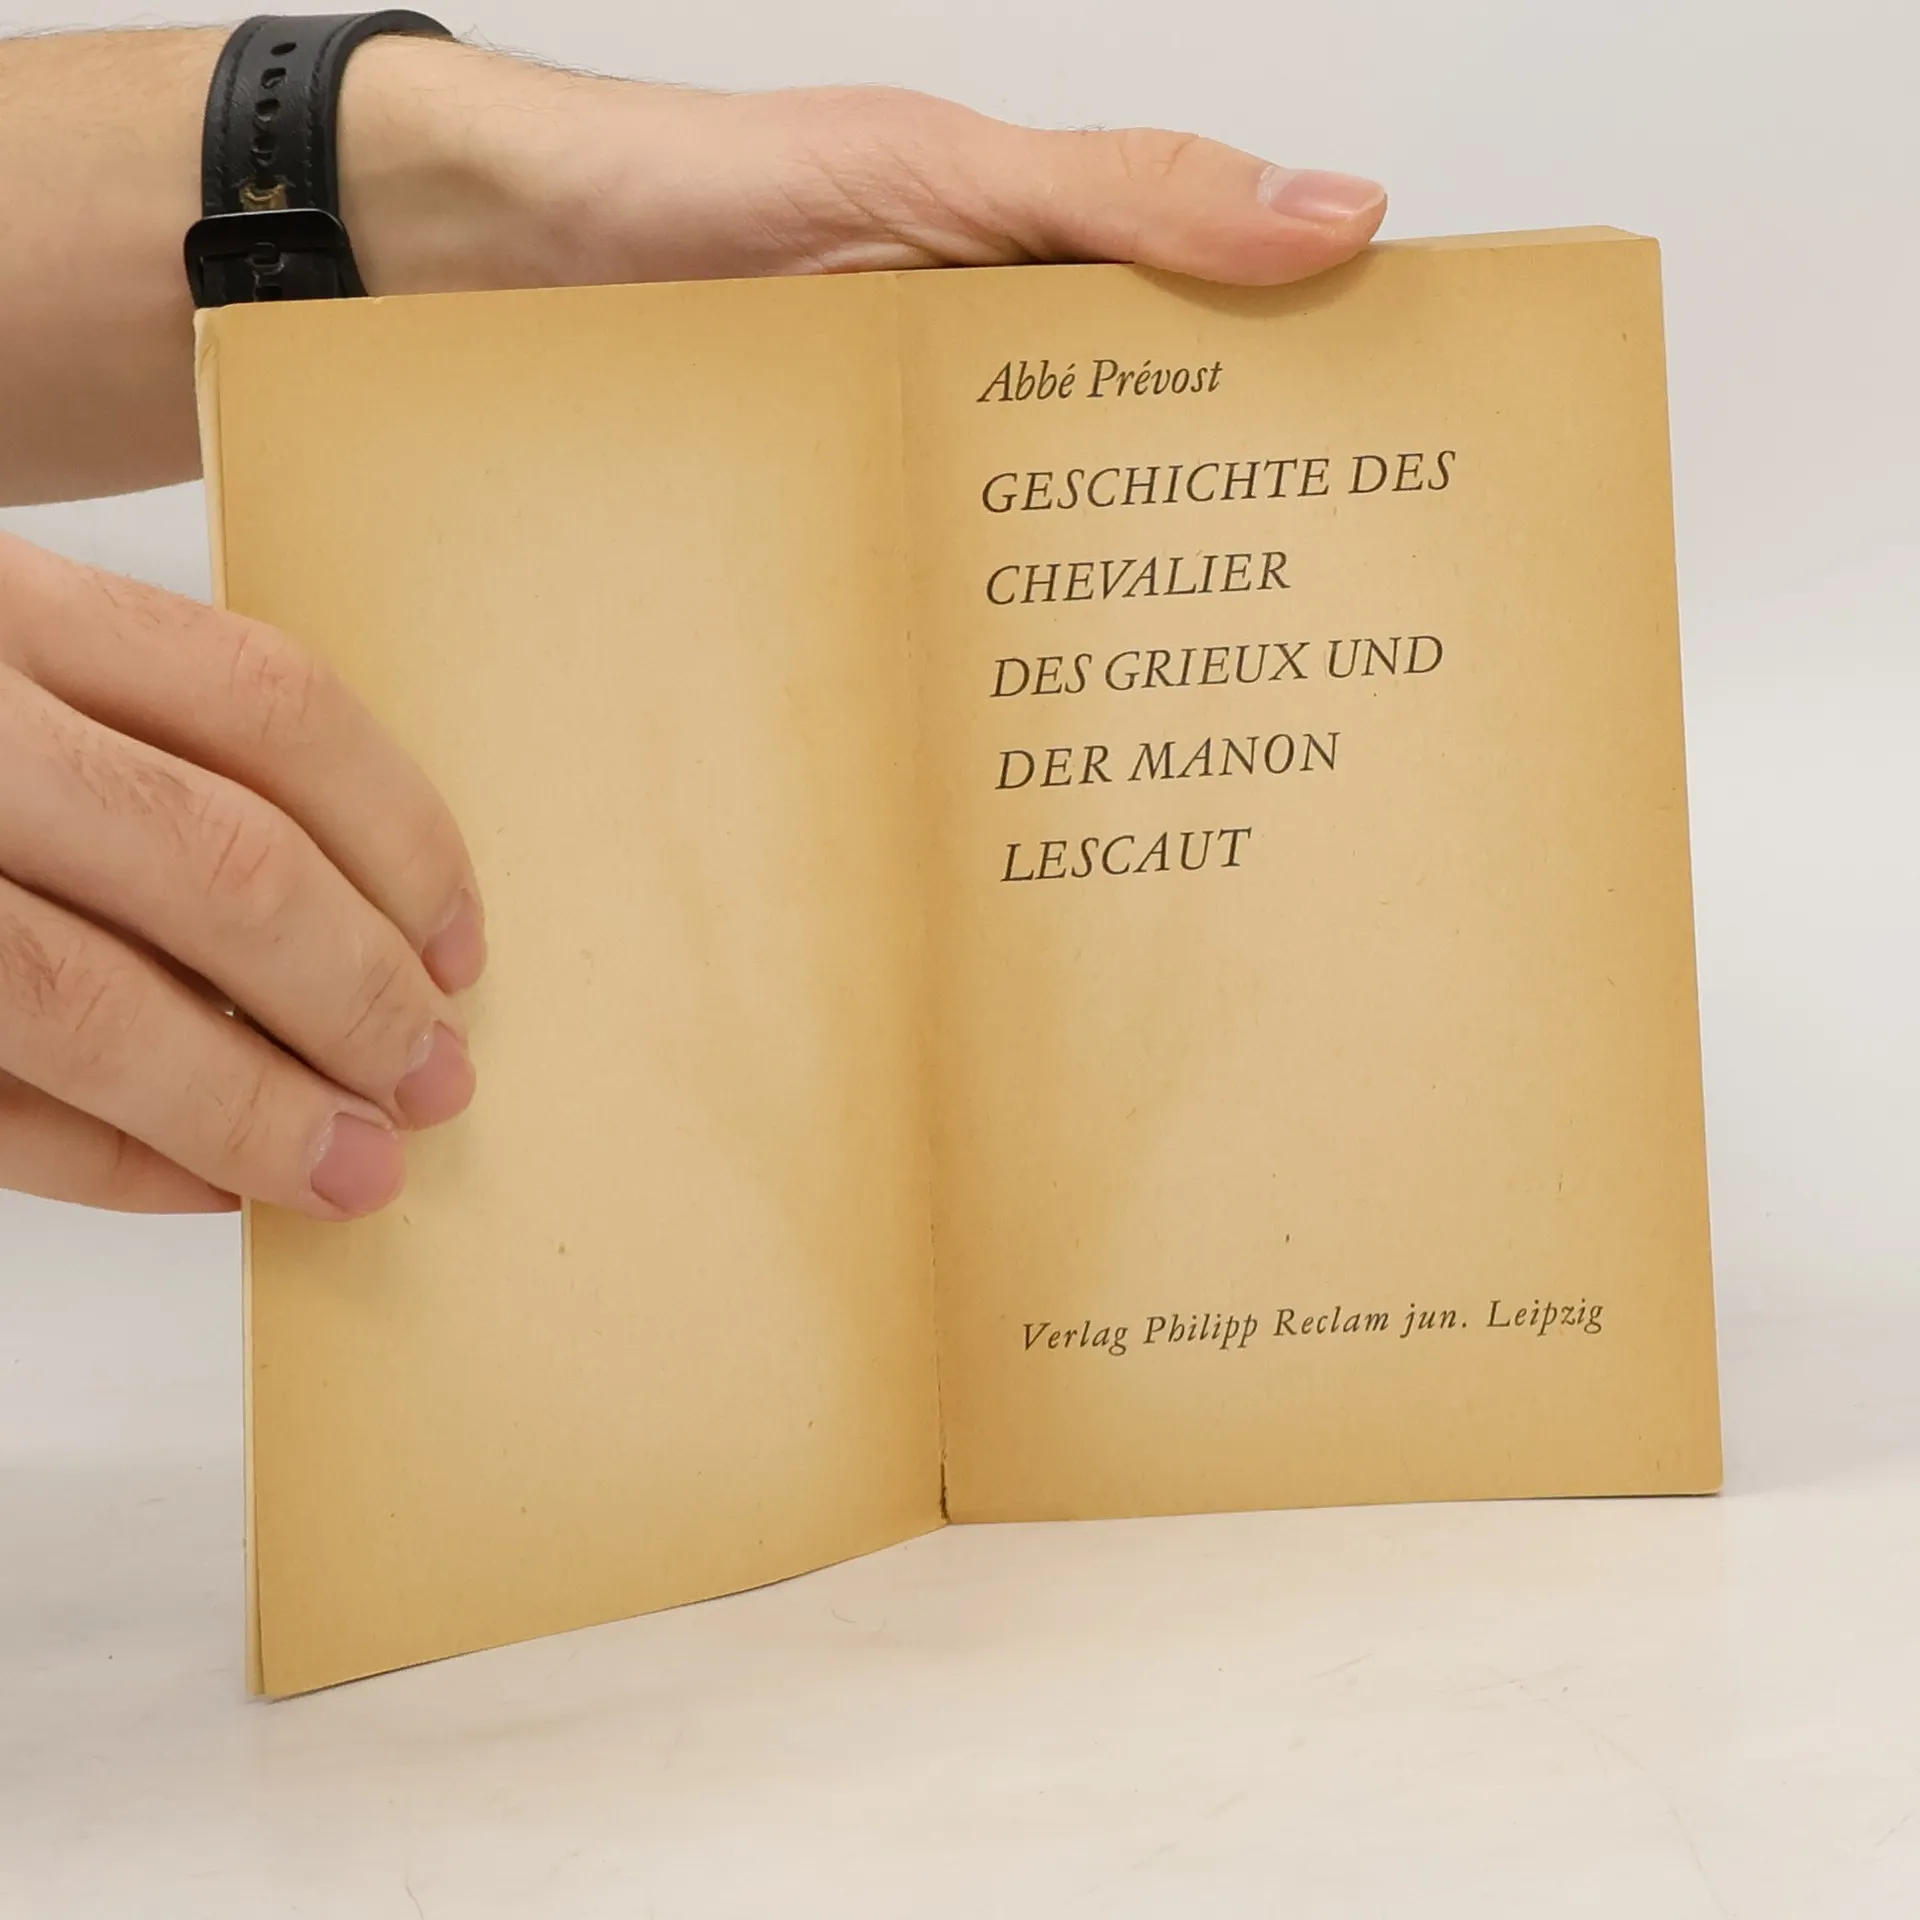 Abbé Prévost
GESCHICHTE DES
CHEVALIER
DES GRIEUX UND
DER MANON
LESCAUT
Verlag Philipp Reclam jun. Leipzig